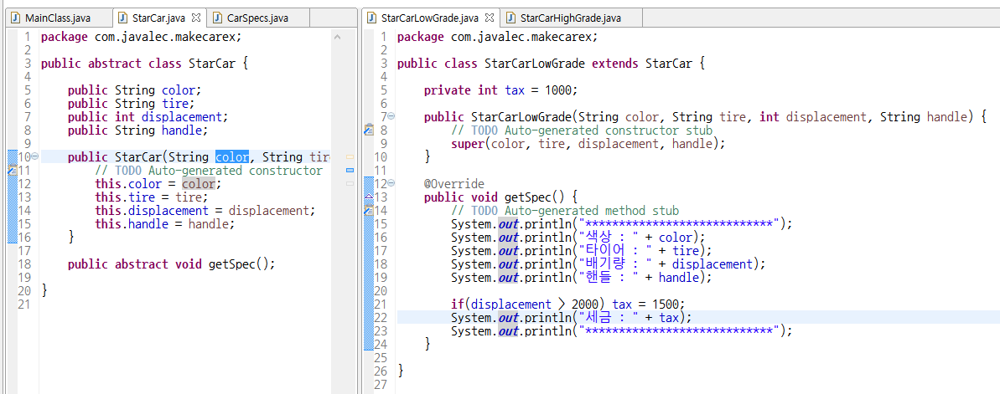 MainClass.java
StarCar.java
CarSpecs.java
1 package com.javalec.makecarex;
2
3 public abstract class StarCar {
4
5 public String color;
6 public String tire;
7 public int displacement;
8 public String handle;
9
10 public StarCar(String color, String tire
11 // TODO Auto-generated constructor
12 this.color = color;
13 this.tire = tire;
14 this.displacement = displacement;
15 this.handle = handle;
16 }
17
18 public abstract void getSpec();
19
20 }
21
StarCarLowGrade.java
StarCarHighGrade.java
1 package com.javalec.makecarex;
2
3 public class StarCarLowGrade extends StarCar {
4
5 private int tax = 1000;
6
7 public StarCarLowGrade(String color, String tire, int displacement, String handle) {
8 // TODO Auto-generated constructor stub
9 super(color, tire, displacement, handle);
10 }
11
12 @Override
13 public void getSpec() {
14 // TODO Auto-generated method stub
15 System.out.println("****************************");
16 System.out.println("색상 : " + color);
17 System.out.println("타이어 : " + tire);
18 System.out.println("배기량 : " + displacement);
19 System.out.println("핸들 : " + handle);
20
21 if(displacement > 2000) tax = 1500;
22 System.out.println("세금 : " + tax);
23 System.out.println("****************************");
24 }
25
26 }
27